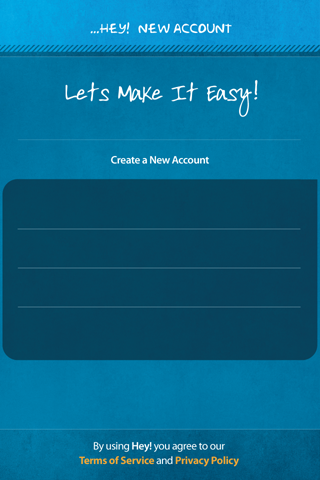 ...HEY! NEW ACCOUNT
Lets Make It Easy!
Create a New Account
By using Hey! you agree to our
Terms of Service and Privacy Policy